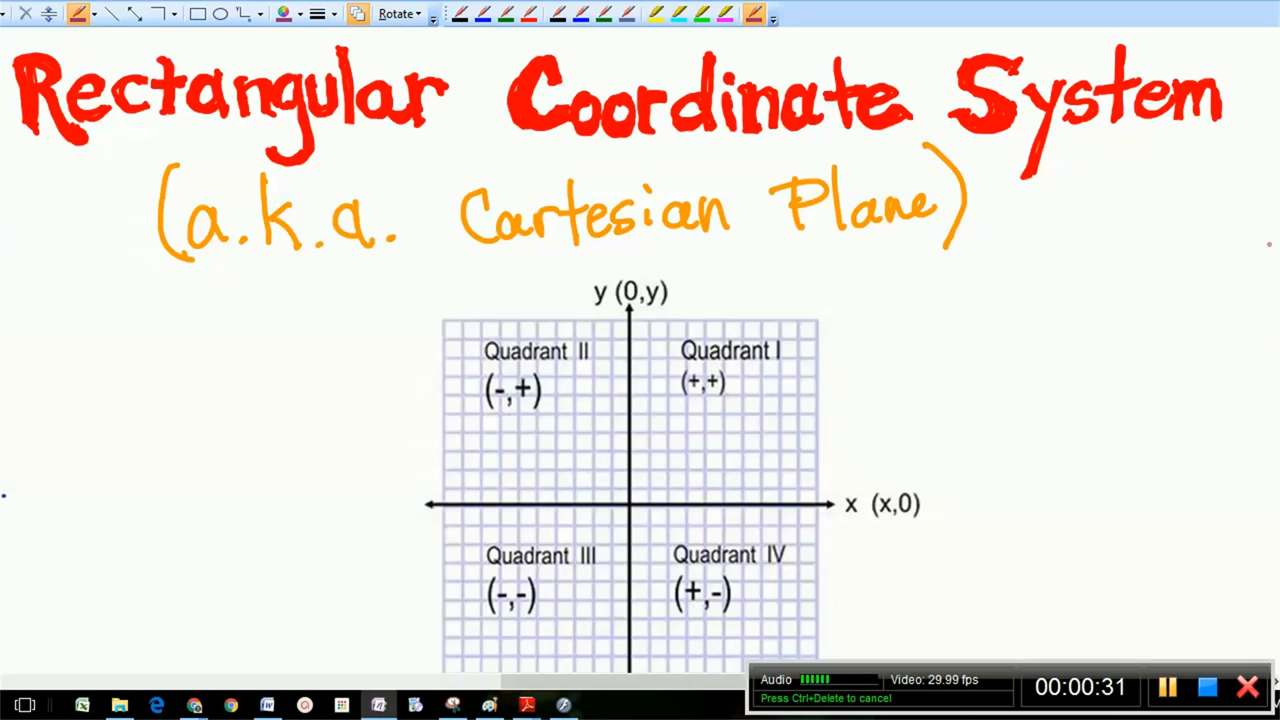 Rotate
Rectangular Coordinate System
(a.k.a. Cartesian Plane)
y (0,y)
Quadrant II
Quadrant I
(-,+)
(+,+)
x (x,0)
Quadrant III
Quadrant IV
(-,-)
(+,-)
Audio
Video: 29.99 fps
Press Ctrl+Delete to cancel
00:00:31